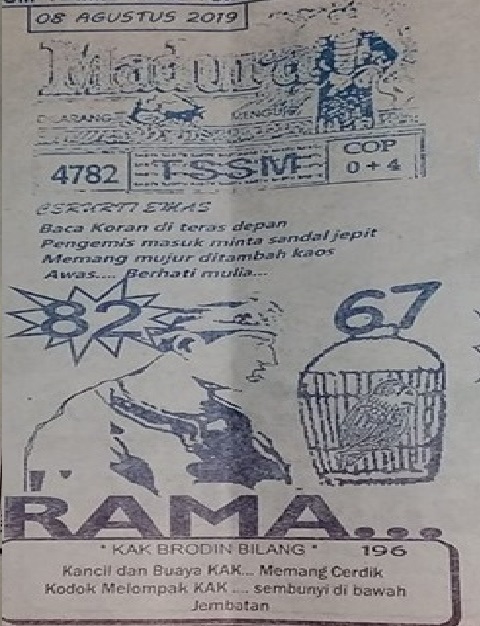 08 AGUSTUS 2019
Madura
4782
TSSM
COP
0 + 4
Baca Koran di teras depan
Pengemis masuk minta sandal jepit
Memang mujur ditambah kaos
Awas.... Berhati mulia...
82
67
RAMA...
" KAK BRODIN BILANG "
196
Kancil dan Buaya KAK... Memang Cerdik
Kodok Melompak KAK .... sembunyi di bawah
Jembatan